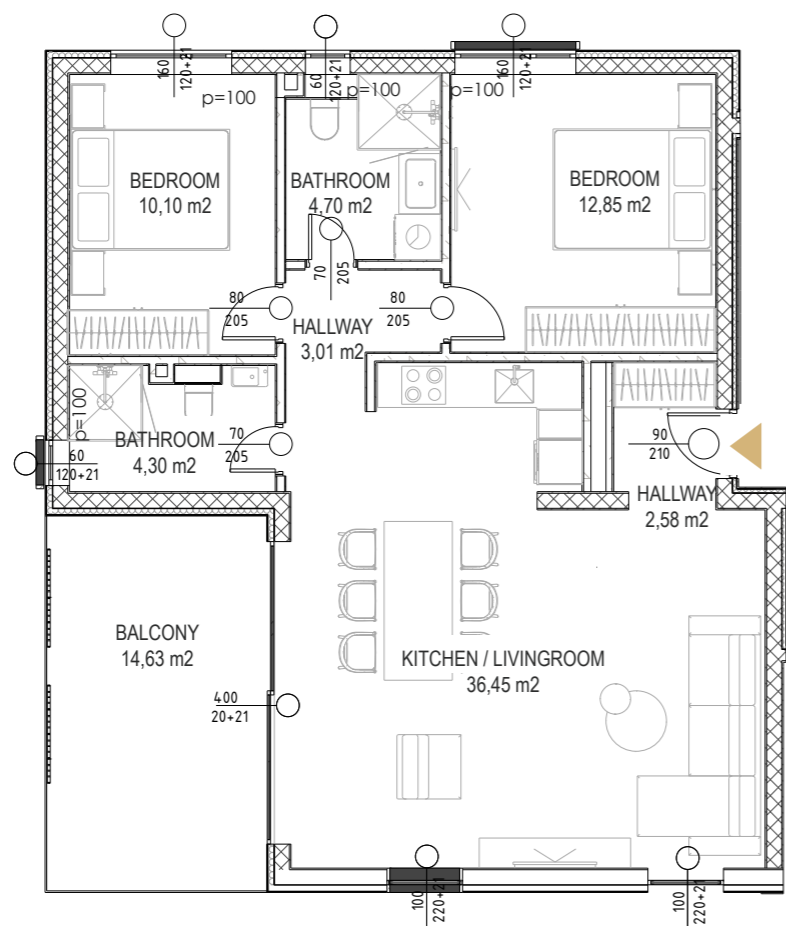 160
120+21
60
120+21
160
120+21
p=100
p=100
p=100
BEDROOM
10,10 m2
BATHROOM
4,70 m2
BEDROOM
12,85 m2
70
205
80
205
80
205
HALLWAY
3,01 m2
p=100
BATHROOM
4,30 m2
70
205
60
120+21
90
210
HALLWAY
2,58 m2
BALCONY
14,63 m2
KITCHEN / LIVINGROOM
36,45 m2
400
20+21
100
220+21
100
220+21